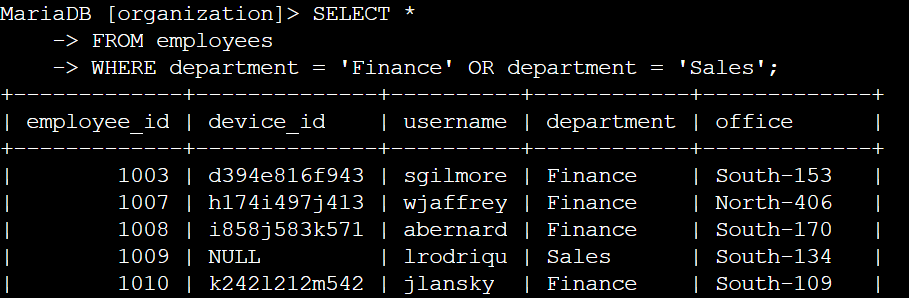 MariaDB [organization]> SELECT *
    -> FROM employees
    -> WHERE department = 'Finance' OR department = 'Sales';
+-------------+--------------+----------+------------+-------------+
| employee_id | device_id    | username | department | office      |
+-------------+--------------+----------+------------+-------------+
|        1003 | d394e816f943 | sgilmore | Finance    | South-153   |
|        1007 | h174i497j413 | wjaffrey | Finance    | North-406   |
|        1008 | i858j583k571 | abernard | Finance    | South-170   |
|        1009 | NULL         | lrodriqu | Sales      | South-134   |
|        1010 | k242l212m542 | jlansky  | Finance    | South-109   |